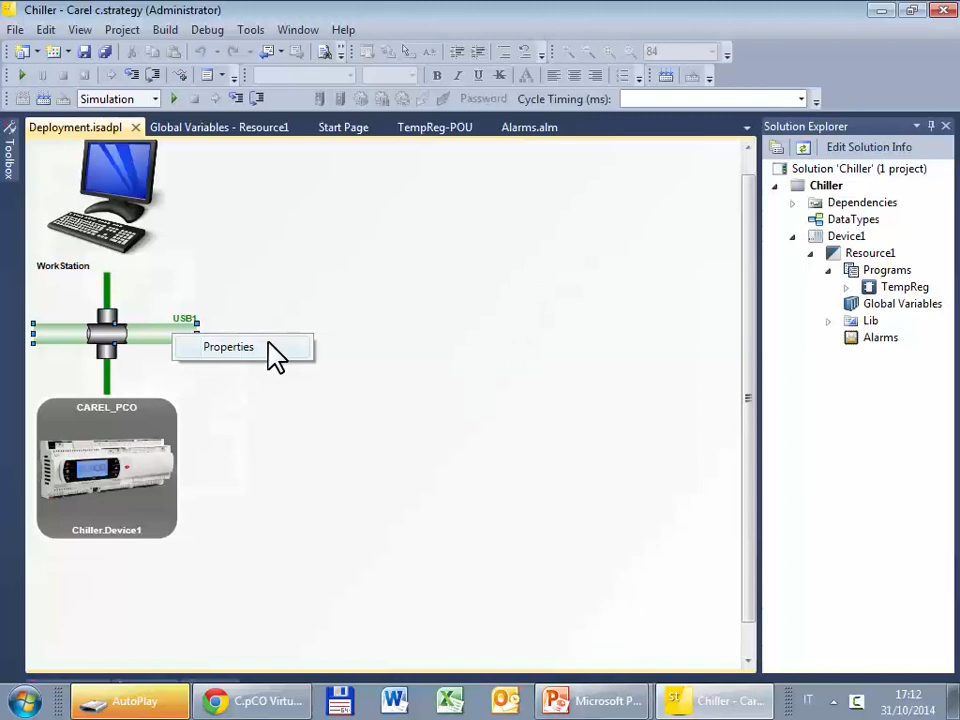 Chiller - Carel c.strategy (Administrator)
File Edit View Project Build Debug Tools Window Help
84
Simulation Password Cycle Timing (ms):
Deployment.isadpl Global Variables - Resource1 Start Page TempReg-POU Alarms.alm
Toolbox
WorkStation
USB1
Properties
CAREL_PCO
Chiller.Device1
Solution Explorer
Edit Solution Info
Solution 'Chiller' (1 project)
Chiller
Dependencies
DataTypes
Device1
Resource1
Programs
TempReg
Global Variables
Lib
Alarms
AutoPlay C.pCO Virtu... Microsoft P... Chiller - Car... IT 17:12
31/10/2014